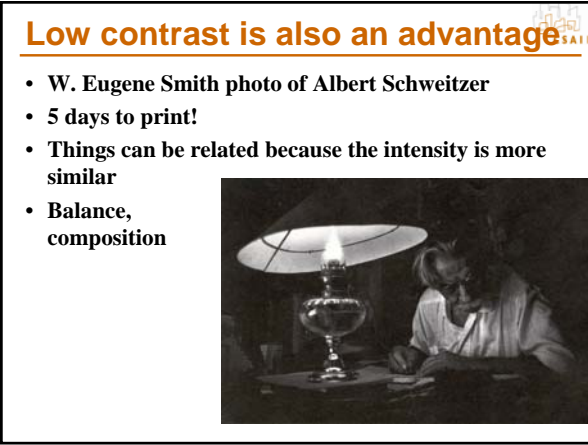 Low contrast is also an advantage
• W. Eugene Smith photo of Albert Schweitzer
• 5 days to print!
• Things can be related because the intensity is more
similar
• Balance,
composition